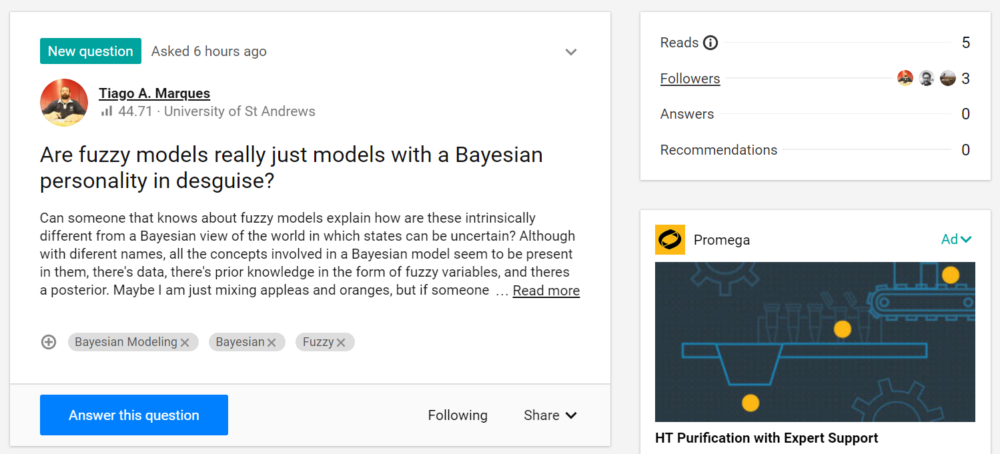 New question Asked 6 hours ago
Tiago A. Marques
44.71 · University of St Andrews
Are fuzzy models really just models with a Bayesian
personality in desguise?
Can someone that knows about fuzzy models explain how are these intrinsically
different from a Bayesian view of the world in which states can be uncertain? Although
with diferent names, all the concepts involved in a Bayesian model seem to be present
in them, there's data, there's prior knowledge in the form of fuzzy variables, and theres
a posterior. Maybe I am just mixing appleas and oranges, but if someone … Read more
Bayesian Modeling Bayesian Fuzzy
Answer this question Following Share
Reads 5
Followers 3
Answers 0
Recommendations 0
Promega Ad
HT Purification with Expert Support